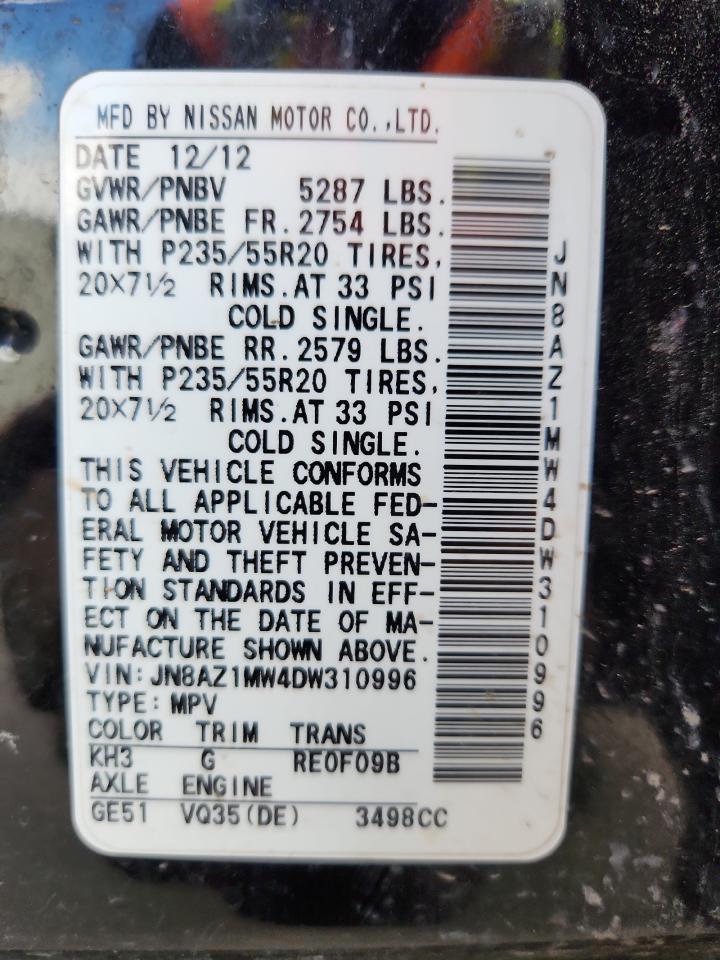 MFD BY NISSAN MOTOR CO.,LTD.
DATE 12/12
GVWR/PNBV 5287 LBS.
GAWR/PNBE FR.2754 LBS.
WITH P235/55R20 TIRES,
20×7½ RIMS.AT 33 PSI
COLD SINGLE.
GAWR/PNBE RR.2579 LBS.
WITH P235/55R20 TIRES,
20×7½ RIMS.AT 33 PSI
COLD SINGLE.
THIS VEHICLE CONFORMS
TO ALL APPLICABLE FED-
ERAL MOTOR VEHICLE SA-
FETY AND THEFT PREVEN-
TION STANDARDS IN EFF-
ECT ON THE DATE OF MA-
NUFACTURE SHOWN ABOVE.
VIN: JN8AZ1MW4DW310996
TYPE: MPV
COLOR TRIM TRANS
KH3 G RE0F09B
AXLE ENGINE
GE51 VQ35(DE) 3498CC
JN8AZ1MW4DW310996